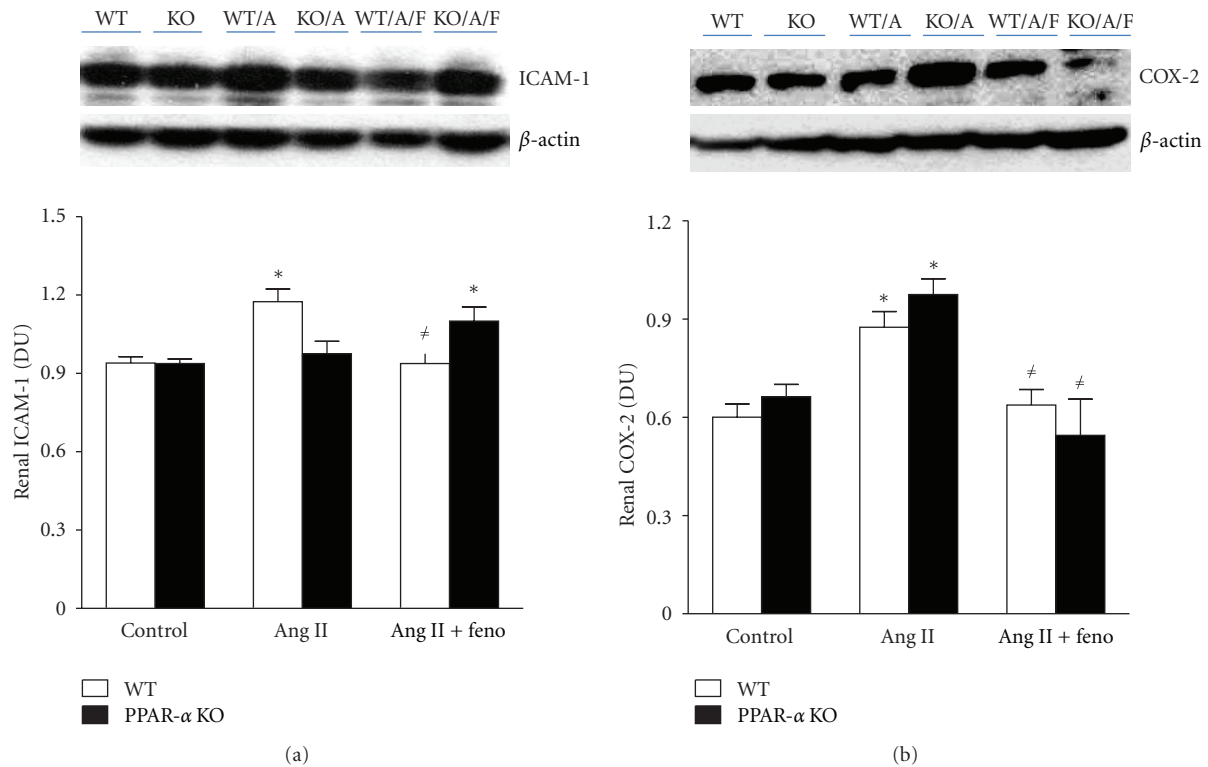 WT KO WT/A KO/A WT/A/F KO/A/F
ICAM-1
β-actin
1.5
1.2
0.9
0.6
0.3
0
Renal ICAM-1 (DU)
*
*
≠
Control Ang II Ang II + feno
WT
PPAR-α KO
(a)
WT KO WT/A KO/A WT/A/F KO/A/F
COX-2
β-actin
1.2
0.9
0.6
0.3
0
Renal COX-2 (DU)
*
*
≠
≠
Control Ang II Ang II + feno
WT
PPAR-α KO
(b)